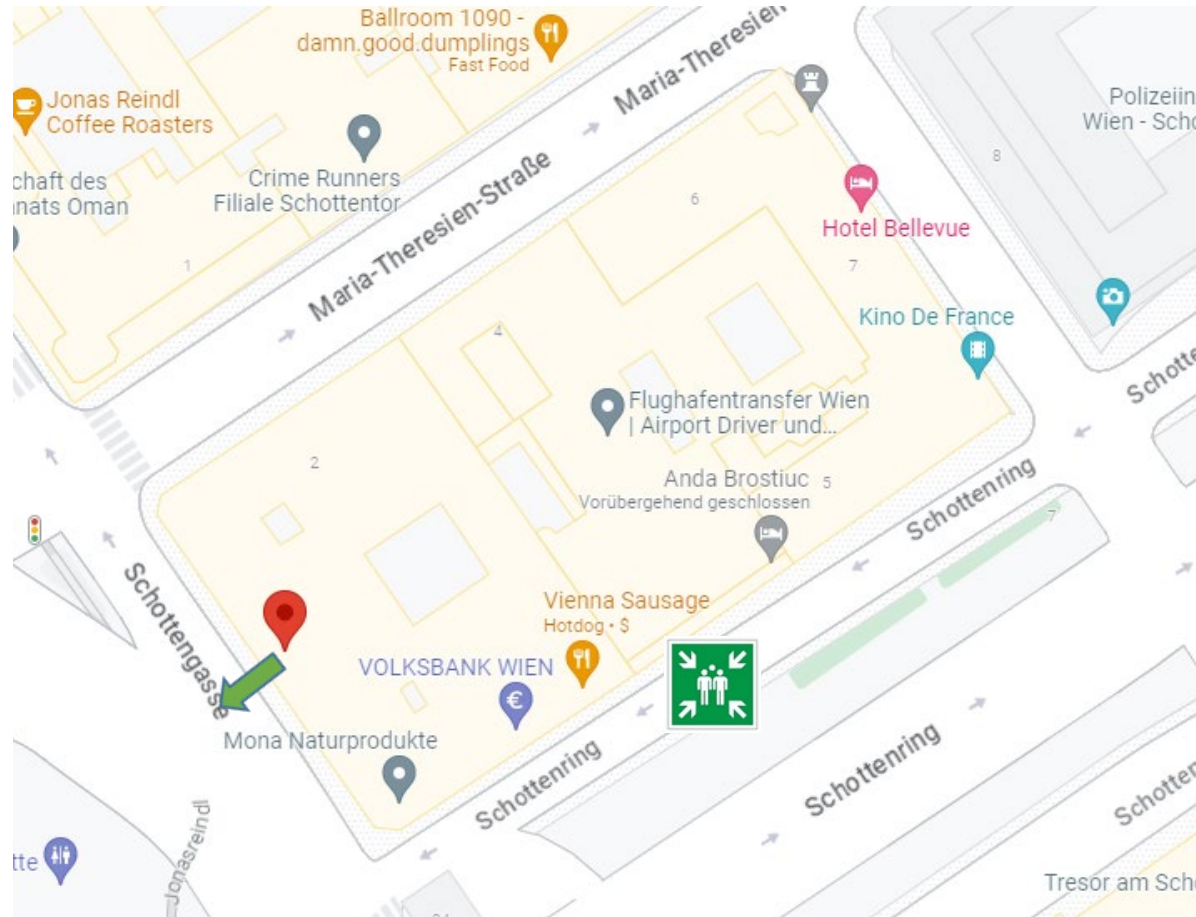 Ballroom 1090 -
damn.good.dumplings
Fast Food
Maria-Theresien
Jonas Reindl
Coffee Roasters
Polizeiin
Wien - Scho
chaft des
nats Oman
Crime Runners
Filiale Schottentor
Maria-Theresien-Straße
8
6
Hotel Bellevue
1
7
Kino De France
4
Schotte
Flughafentransfer Wien
| Airport Driver und...
2
Anda Brostiuc
Vorübergehend geschlossen
5
Schottenring
7
Schottengasse
Vienna Sausage
Hotdog • $
VOLKSBANK WIEN
€
Mona Naturprodukte
Schottenring
Schottenring
Schotten
Jonasreindl
tte
Tresor am Scho